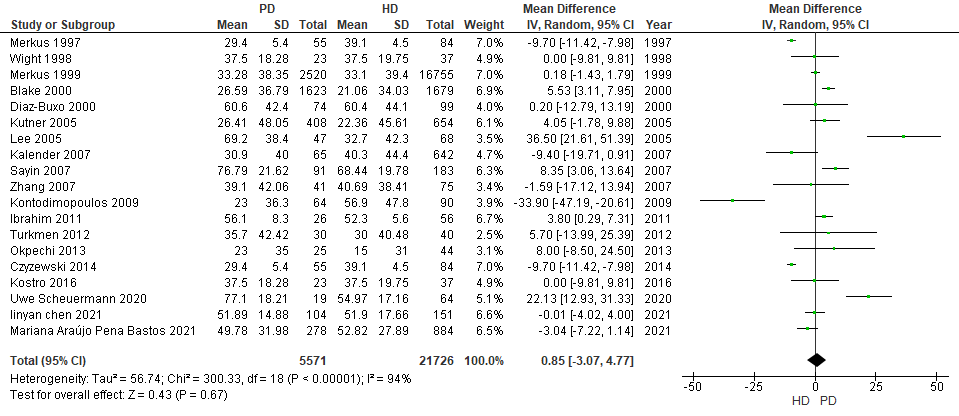 PD HD Mean Difference Mean Difference
Study or Subgroup Mean SD Total Mean SD Total Weight IV, Random, 95% CI Year IV, Random, 95% CI
Merkus 1997 29.4 5.4 55 39.1 4.5 84 7.0% -9.70 [-11.42, -7.98] 1997
Wight 1998 37.5 18.28 23 37.5 19.75 37 4.7% 0.00 [-9.81, 9.81] 1998
Merkus 1999 33.28 38.35 2520 33.1 39.4 16755 7.0% 0.18 [-1.43, 1.79] 1999
Blake 2000 26.59 36.79 1623 21.06 34.03 1679 6.9% 5.53 [3.11, 7.95] 2000
Diaz-Buxo 2000 60.6 42.4 74 60.4 44.1 99 3.7% 0.20 [-12.79, 13.19] 2000
Kutner 2005 26.41 48.05 408 22.36 45.61 654 6.1% 4.05 [-1.78, 9.88] 2005
Lee 2005 69.2 38.4 47 32.7 42.3 68 3.3% 36.50 [21.61, 51.39] 2005
Kalender 2007 30.9 40 65 40.3 44.4 642 4.6% -9.40 [-19.71, 0.91] 2007
Sayin 2007 76.79 21.62 91 68.44 19.78 183 6.2% 8.35 [3.06, 13.64] 2007
Zhang 2007 39.1 42.06 41 40.69 38.41 75 3.1% -1.59 [-17.12, 13.94] 2007
Kontodimopoulos 2009 23 36.3 64 56.9 47.8 90 3.6% -33.90 [-47.19, -20.61] 2009
Ibrahim 2011 56.1 8.3 26 52.3 5.6 56 6.7% 3.80 [0.29, 7.31] 2011
Turkmen 2012 35.7 42.42 30 30 40.48 40 2.4% 5.70 [-13.99, 25.39] 2012
Okpechi 2013 23 35 25 15 31 44 2.9% 8.00 [-8.50, 24.50] 2013
Czyzewski 2014 29.4 5.4 55 39.1 4.5 84 7.0% -9.70 [-11.42, -7.98] 2014
Kostro 2016 37.5 18.28 23 37.5 19.75 37 4.7% 0.00 [-9.81, 9.81] 2016
Uwe Scheuermann 2020 77.1 18.21 19 54.97 17.16 64 5.0% 22.13 [12.93, 31.33] 2020
linyan chen 2021 51.89 14.88 104 51.9 17.66 151 6.6% -0.01 [-4.02, 4.00] 2021
Mariana Araújo Pena Bastos 2021 49.78 31.98 278 52.82 27.89 884 6.5% -3.04 [-7.22, 1.14] 2021
Total (95% CI) 5571 21726 100.0% 0.85 [-3.07, 4.77]
Heterogeneity: Tau² = 56.74; Chi² = 300.33, df = 18 (P < 0.00001); I² = 94%
Test for overall effect: Z = 0.43 (P = 0.67)
-50 -25 0 25 50
HD PD